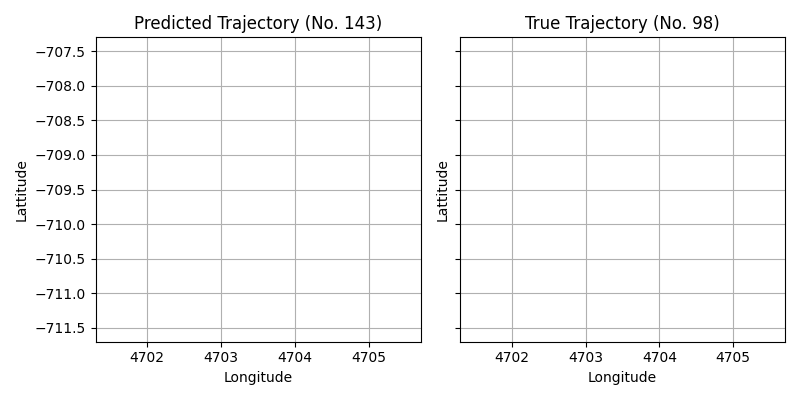 Predicted Trajectory (No. 143)
True Trajectory (No. 98)
−707.5
−708.0
−708.5
−709.0
−709.5
−710.0
−710.5
−711.0
−711.5
Lattitude
Lattitude
4702 4703 4704 4705
4702 4703 4704 4705
Longitude
Longitude